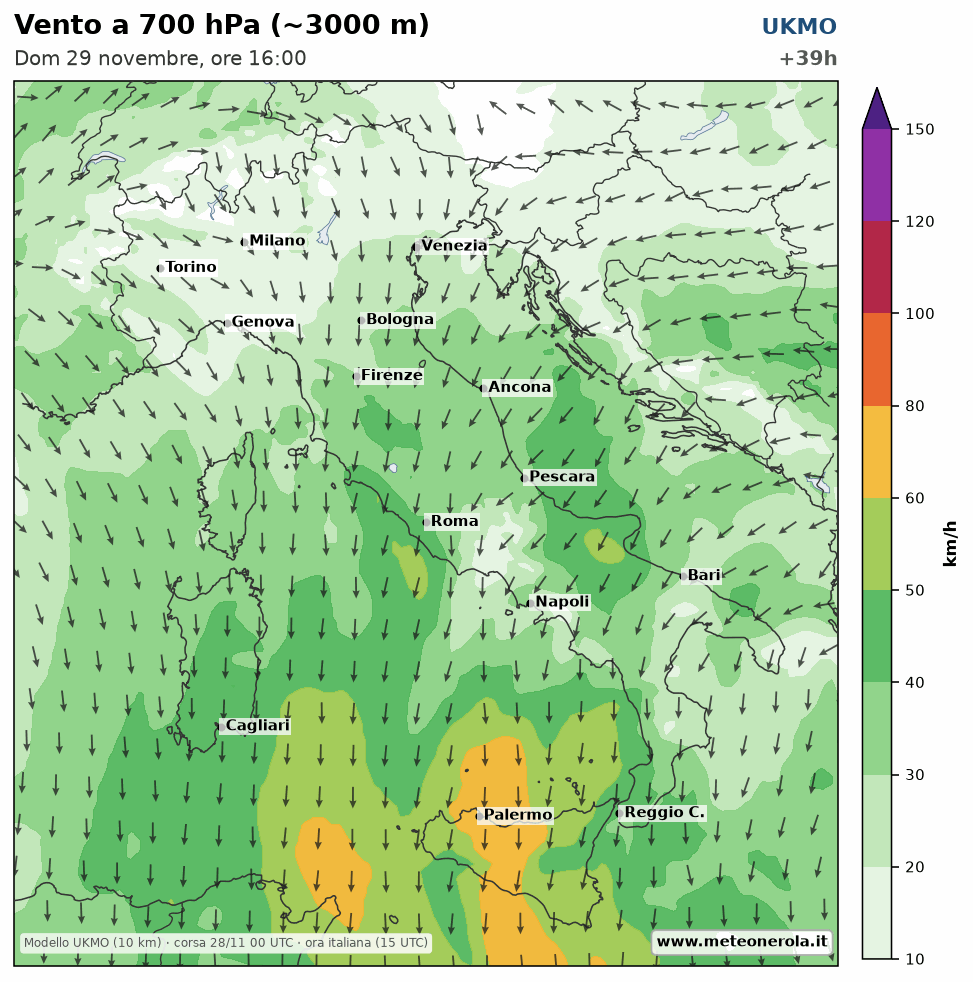 Vento a 700 hPa (~3000 m)
UKMO
Dom 29 novembre, ore 16:00
+39h
150
120
100
80
60
50
40
30
20
10
km/h
Milano
Venezia
Torino
Genova
Bologna
Firenze
Ancona
Pescara
Roma
Bari
Napoli
Cagliari
Palermo
Reggio C.
Modello UKMO (10 km) · corsa 28/11 00 UTC · ora italiana (15 UTC)
www.meteonerola.it